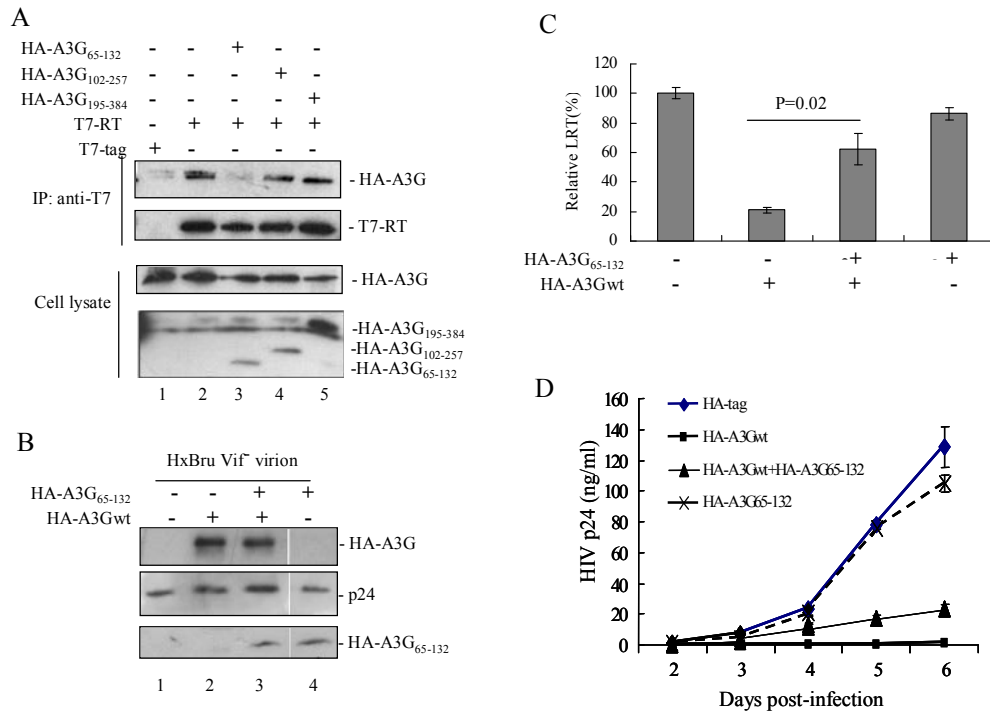 A
HA-A3G65-132 - - + - -
HA-A3G102-257 - - - + -
HA-A3G195-384 - - - - +
T7-RT - + + + +
T7-tag + - - - -
IP: anti-T7
- HA-A3G
- T7-RT
Cell lysate
- HA-A3G
-HA-A3G195-384
-HA-A3G102-257
-HA-A3G65-132
1 2 3 4 5
B
HxBru Vif- virion
HA-A3G65-132 - - + +
HA-A3Gwt - + + -
- HA-A3G
- p24
- HA-A3G65-132
1 2 3 4
C
Relative LRT(%)
120
100
80
60
40
20
0
P=0.02
HA-A3G65-132 - - + +
HA-A3Gwt - + + -
D
HIV p24 (ng/ml)
160
140
120
100
80
60
40
20
0
HA-tag
HA-A3Gwt
HA-A3Gwt+HA-A3G65-132
HA-A3G65-132
2 3 4 5 6
Days post-infection